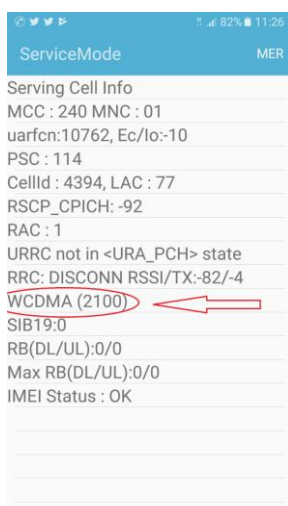 82% 11:26
ServiceMode MER
Serving Cell Info
MCC : 240 MNC : 01
uarfcn:10762, Ec/Io:-10
PSC : 114
CellId : 4394, LAC : 77
RSCP_CPICH: -92
RAC : 1
URRC not in <URA_PCH> state
RRC: DISCONN RSSI/TX:-82/-4
WCDMA (2100)
SIB19:0
RB(DL/UL):0/0
Max RB(DL/UL):0/0
IMEI Status : OK